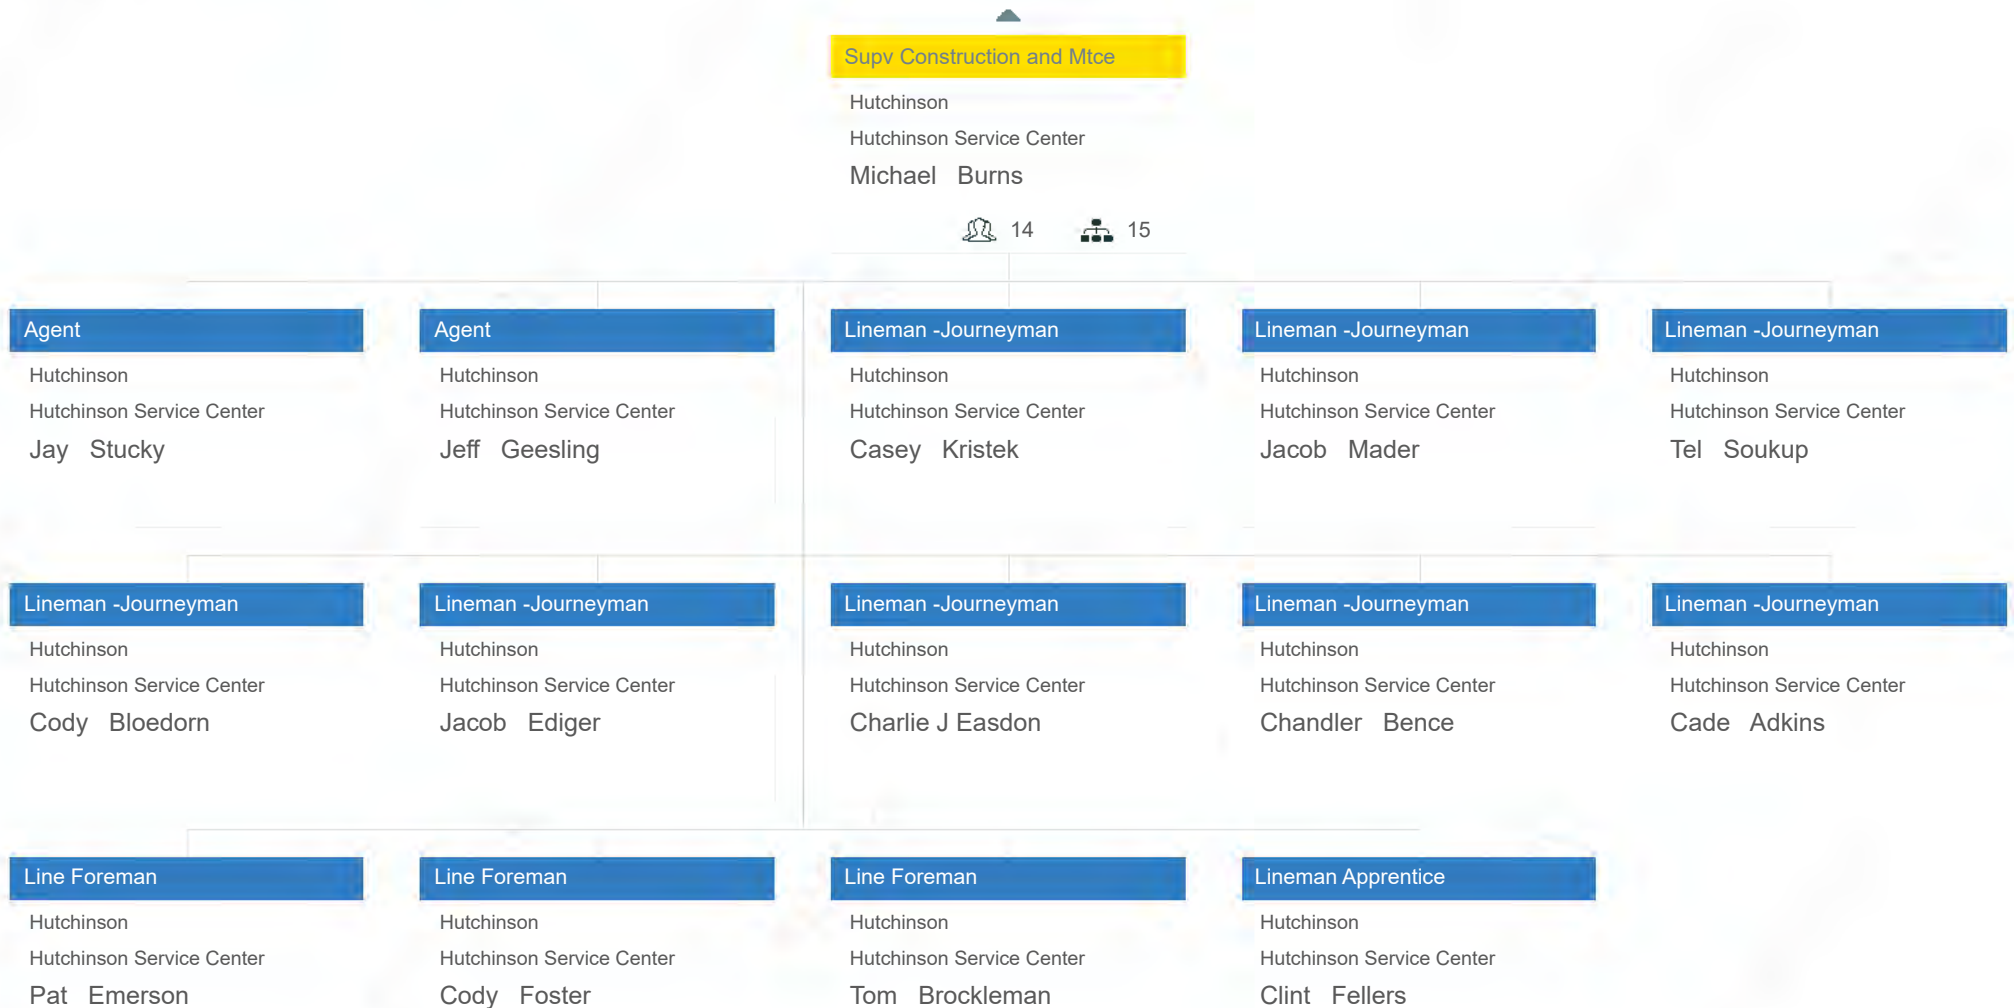 Supv Construction and Mtce
Hutchinson
Hutchinson Service Center
Michael Burns
14 15
Agent
Hutchinson
Hutchinson Service Center
Jay Stucky
Agent
Hutchinson
Hutchinson Service Center
Jeff Geesling
Lineman -Journeyman
Hutchinson
Hutchinson Service Center
Casey Kristek
Lineman -Journeyman
Hutchinson
Hutchinson Service Center
Jacob Mader
Lineman -Journeyman
Hutchinson
Hutchinson Service Center
Tel Soukup
Lineman -Journeyman
Hutchinson
Hutchinson Service Center
Cody Bloedorn
Lineman -Journeyman
Hutchinson
Hutchinson Service Center
Jacob Ediger
Lineman -Journeyman
Hutchinson
Hutchinson Service Center
Charlie J Easdon
Lineman -Journeyman
Hutchinson
Hutchinson Service Center
Chandler Bence
Lineman -Journeyman
Hutchinson
Hutchinson Service Center
Cade Adkins
Line Foreman
Hutchinson
Hutchinson Service Center
Pat Emerson
Line Foreman
Hutchinson
Hutchinson Service Center
Cody Foster
Line Foreman
Hutchinson
Hutchinson Service Center
Tom Brockleman
Lineman Apprentice
Hutchinson
Hutchinson Service Center
Clint Fellers